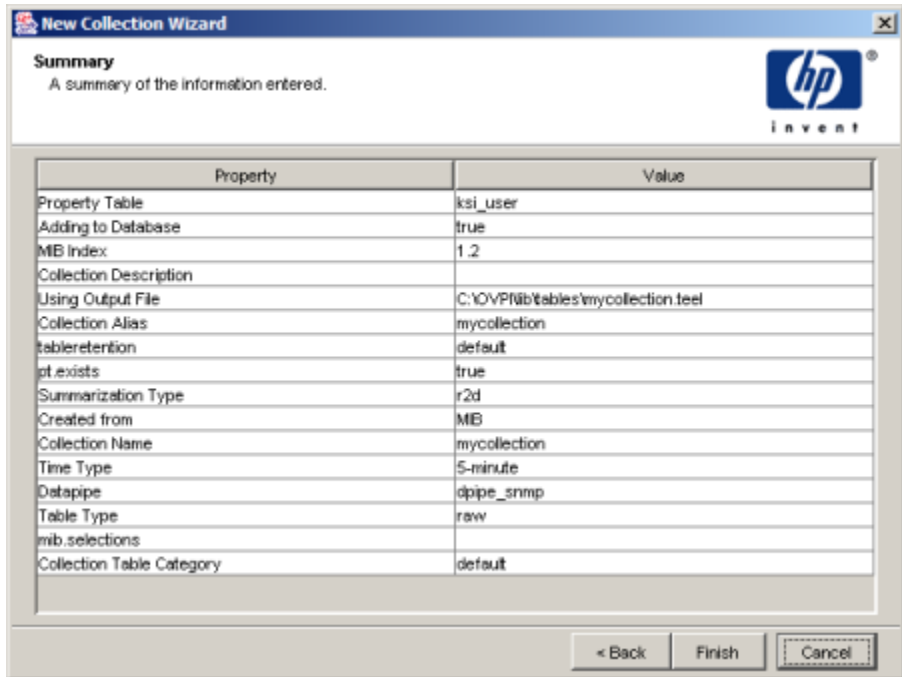 New Collection Wizard
Summary
A summary of the information entered.
hp
®
invent
Property Value
Property Table ksi_user
Adding to Database true
MIB Index 1.2
Collection Description
Using Output File C:\OVPI\lib\tables\mycollection.teel
Collection Alias mycollection
tableretention default
pt.exists true
Summarization Type r2d
Created from MIB
Collection Name mycollection
Time Type 5-minute
Datapipe dpipe_snmp
Table Type raw
mib.selections
Collection Table Category default
< Back Finish Cancel